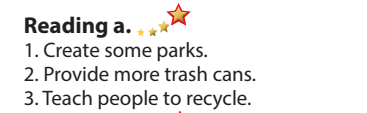 Reading a.
1. Create some parks.
2. Provide more trash cans.
3. Teach people to recycle.